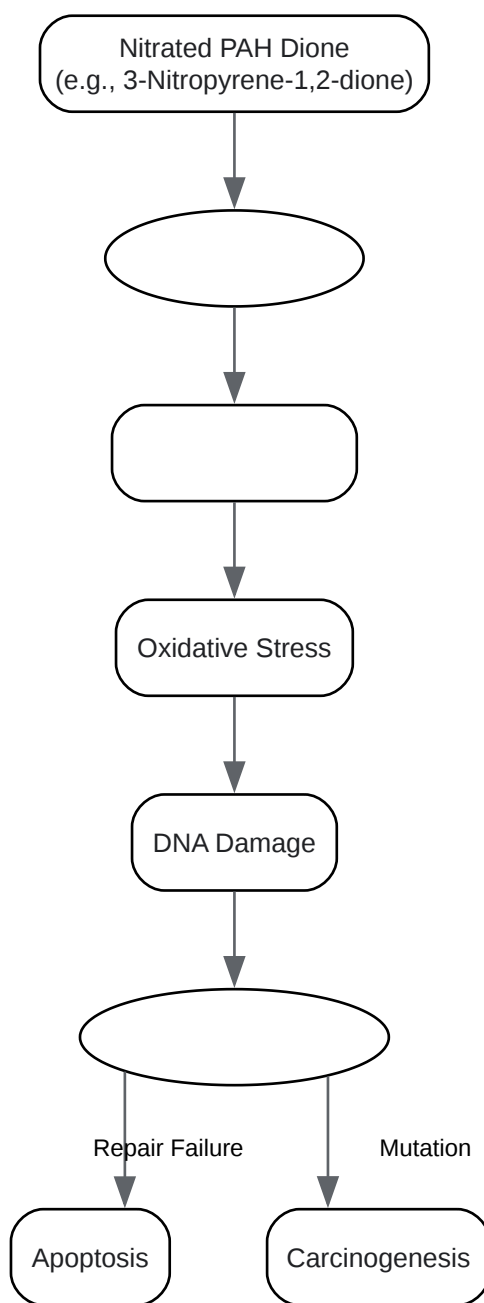 Nitrated PAH Dione
(e.g., 3-Nitropyrene-1,2-dione)
Oxidative Stress
DNA Damage
Repair Failure
Mutation
Apoptosis
Carcinogenesis